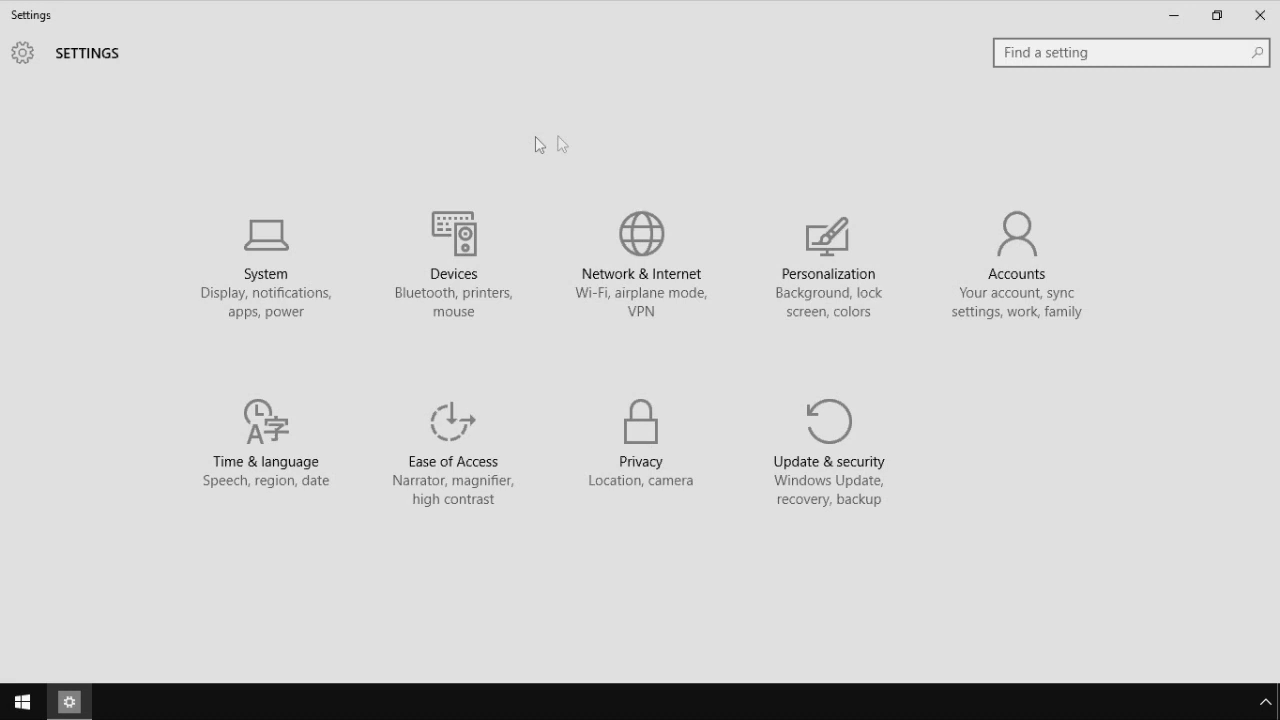 Settings
SETTINGS
Find a setting
System
Display, notifications,
apps, power
Devices
Bluetooth, printers,
mouse
Network & Internet
Wi-Fi, airplane mode,
VPN
Personalization
Background, lock
screen, colors
Accounts
Your account, sync
settings, work, family
Time & language
Speech, region, date
Ease of Access
Narrator, magnifier,
high contrast
Privacy
Location, camera
Update & security
Windows Update,
recovery, backup